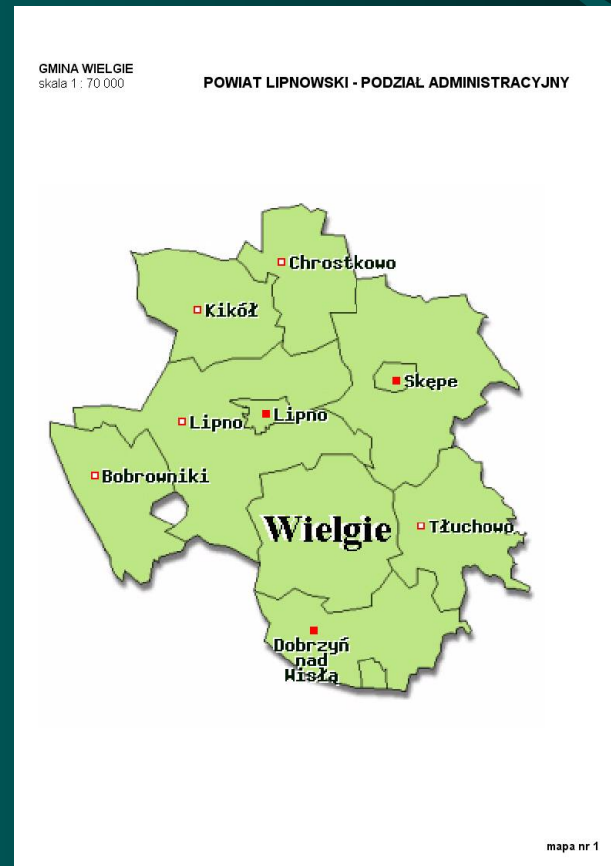 GMINA WIELGIE
skala 1 : 70 000
POWIAT LIPNOWSKI - PODZIAŁ ADMINISTRACYJNY
Chrostkowo
Kikół
Skępe
Lipno
Lipno
Bobrowniki
Wielgie
Tłuchowo
Dobrzyń
nad
Wisłą
mapa nr 1